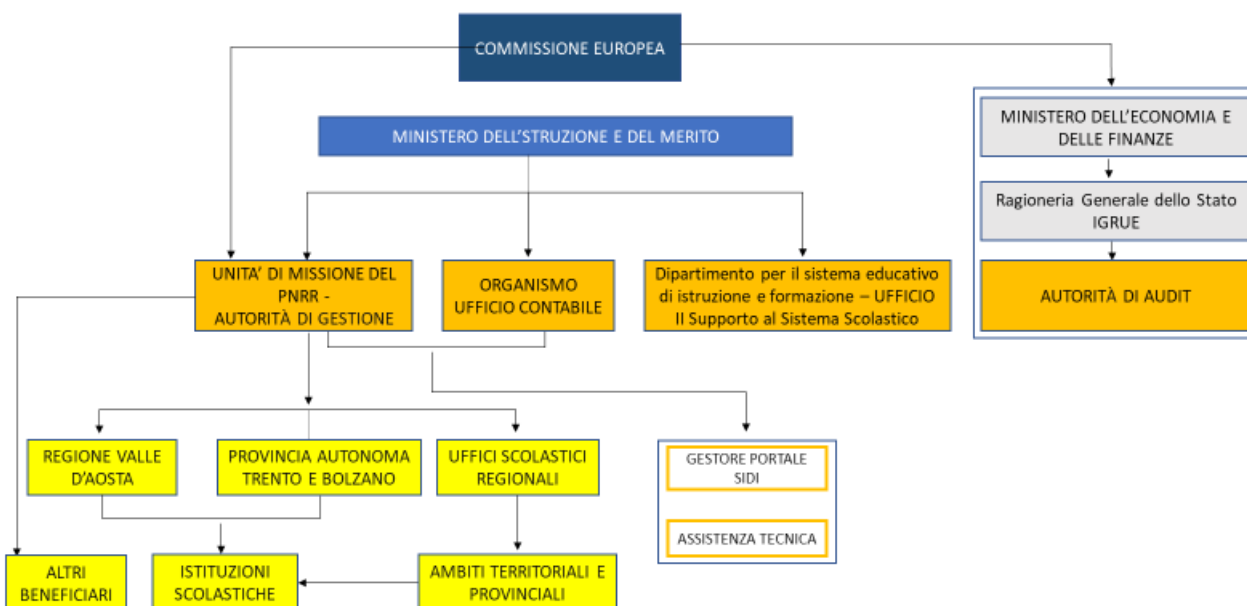 COMMISSIONE EUROPEA
MINISTERO DELL'ECONOMIA E
DELLE FINANZE
MINISTERO DELL'STRUZIONE E DEL MERITO
Ragioneria Generale dello Stato
IGRUE
UNITA' DI MISSIONE DEL
PNRR -
AUTORITÀ DI GESTIONE
ORGANISMO
UFFICIO CONTABILE
Dipartimento per il sistema educativo
di istruzione e formazione – UFFICIO
II Supporto al Sistema Scolastico
AUTORITÀ DI AUDIT
REGIONE VALLE
D'AOSTA
PROVINCIA AUTONOMA
TRENTO E BOLZANO
UFFICI SCOLASTICI
REGIONALI
GESTORE PORTALE
SIDI
ASSISTENZA TECNICA
ALTRI
BENEFICIARI
ISTITUZIONI
SCOLASTICHE
AMBITI TERRITORIALI E
PROVINCIALI